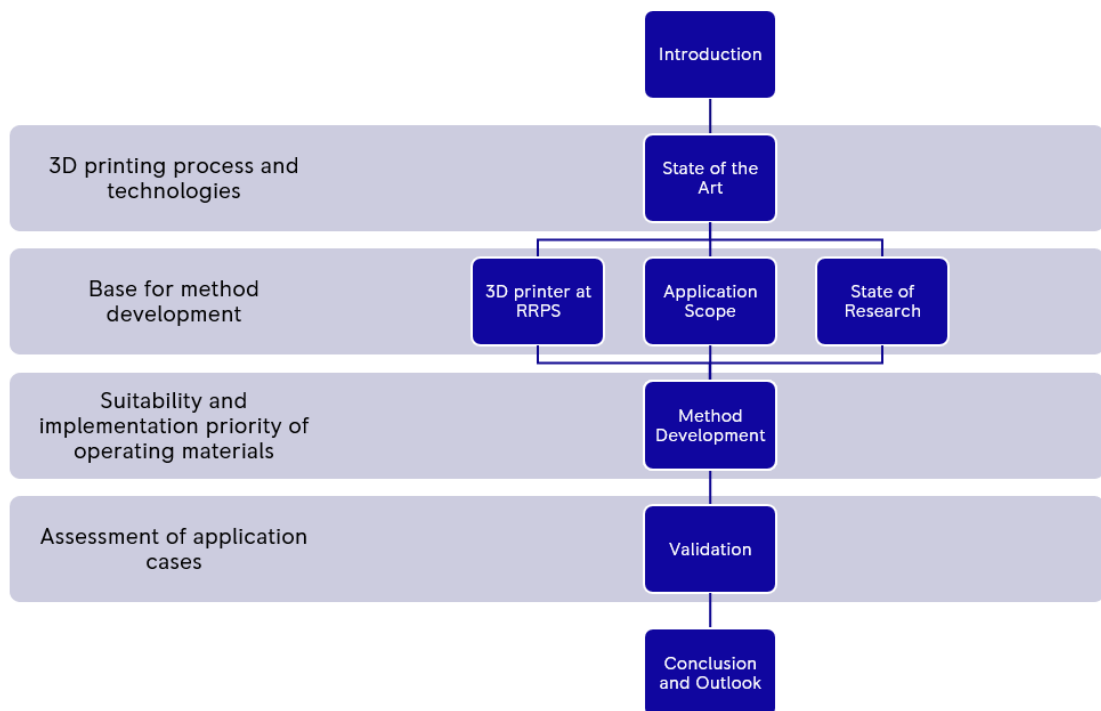 Introduction
3D printing process and
technologies
State of the
Art
Base for method
development
3D printer at
RRPS
Application
Scope
State of
Research
Suitability and
implementation priority of
operating materials
Method
Development
Assessment of application
cases
Validation
Conclusion
and Outlook